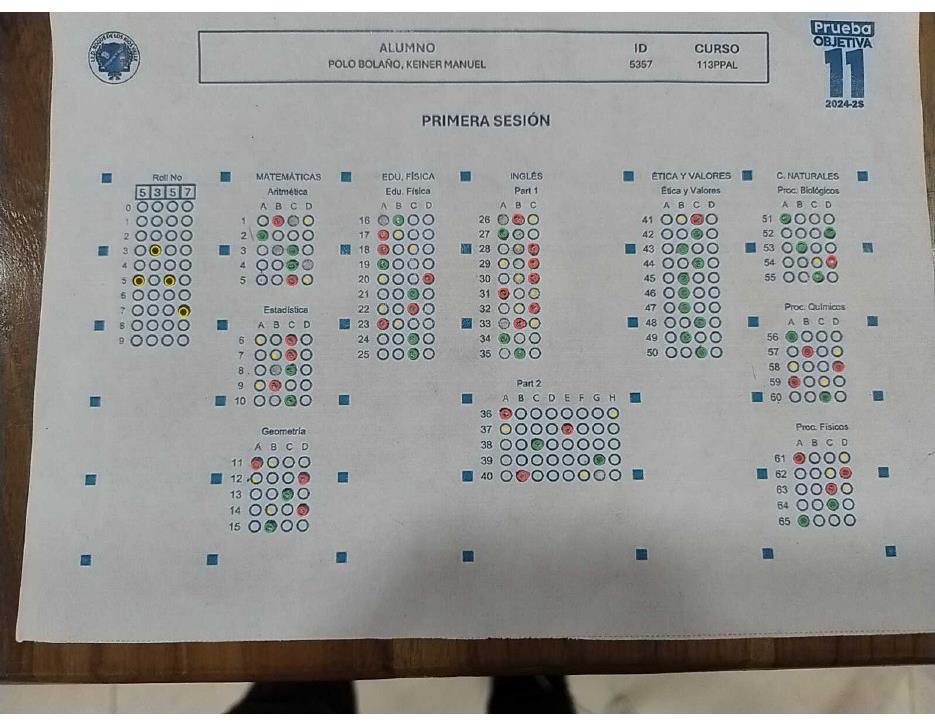 I.E.D. ROQUE DE LOS RIOS VALLE
ALUMNO ID CURSO
POLO BOLAÑO, KEINER MANUEL 5357 113PPAL
Prueba
OBJETIVA
11
2024-2S
PRIMERA SESIÓN
Roll No
5 3 5 7
0
1
2
3
4
5
6
7
8
9
MATEMÁTICAS
Aritmética
A B C D
1
2
3
4
5
Estadística
A B C D
6
7
8
9
10
Geometría
A B C D
11
12
13
14
15
EDU. FÍSICA
Edu. Física
A B C D
16
17
18
19
20
21
22
23
24
25
INGLÉS
Part 1
A B C
26
27
28
29
30
31
32
33
34
35
Part 2
A B C D E F G H
36
37
38
39
40
ÉTICA Y VALORES
Ética y Valores
A B C D
41
42
43
44
45
46
47
48
49
50
C. NATURALES
Proc. Biológicos
A B C D
51
52
53
54
55
Proc. Químicos
A B C D
56
57
58
59
60
Proc. Físicos
A B C D
61
62
63
64
65